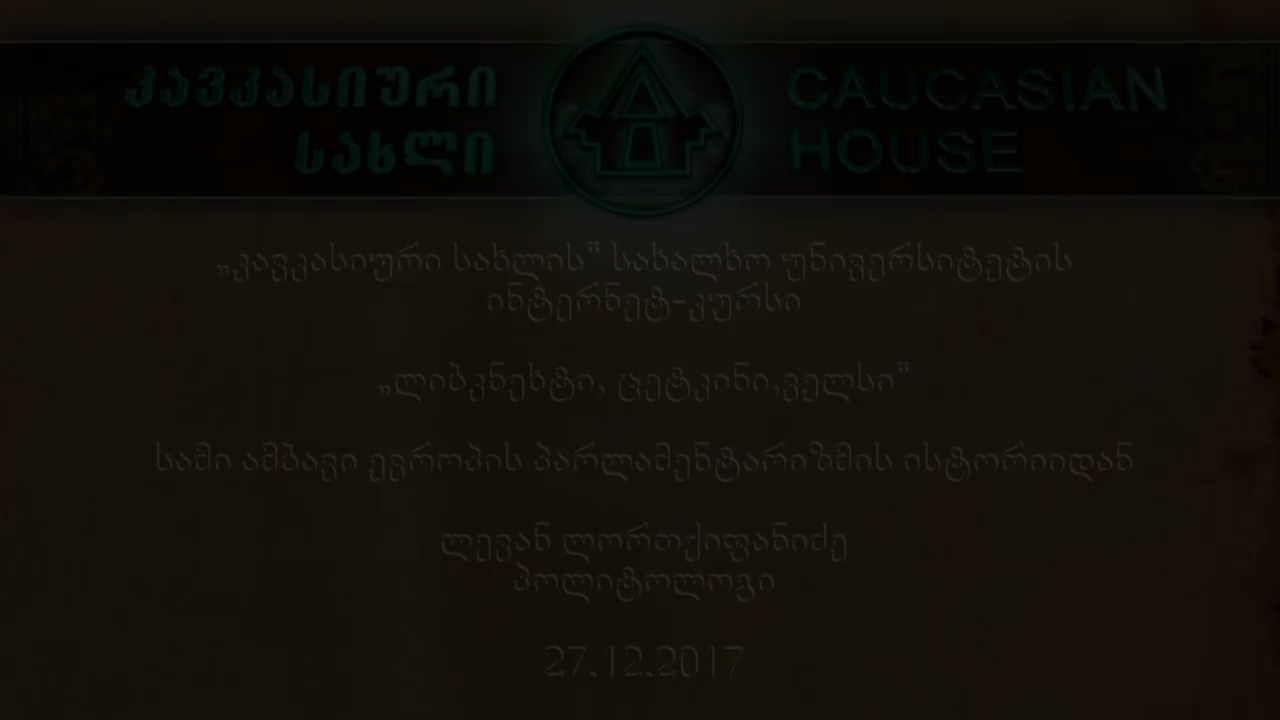 კავკასიური
სახლი
CAUCASIAN
HOUSE
„კავკასიური სახლის“ სახალხო უნივერსიტეტის
ინტერნეტ-კურსი
„ლიბკნეხტი, ცეტკინი,ველსი“
სამი ამბავი ევროპის პარლამენტარიზმის ისტორიიდან
ლევან ლორთქიფანიძე
პოლიტოლოგი
27.12.2017